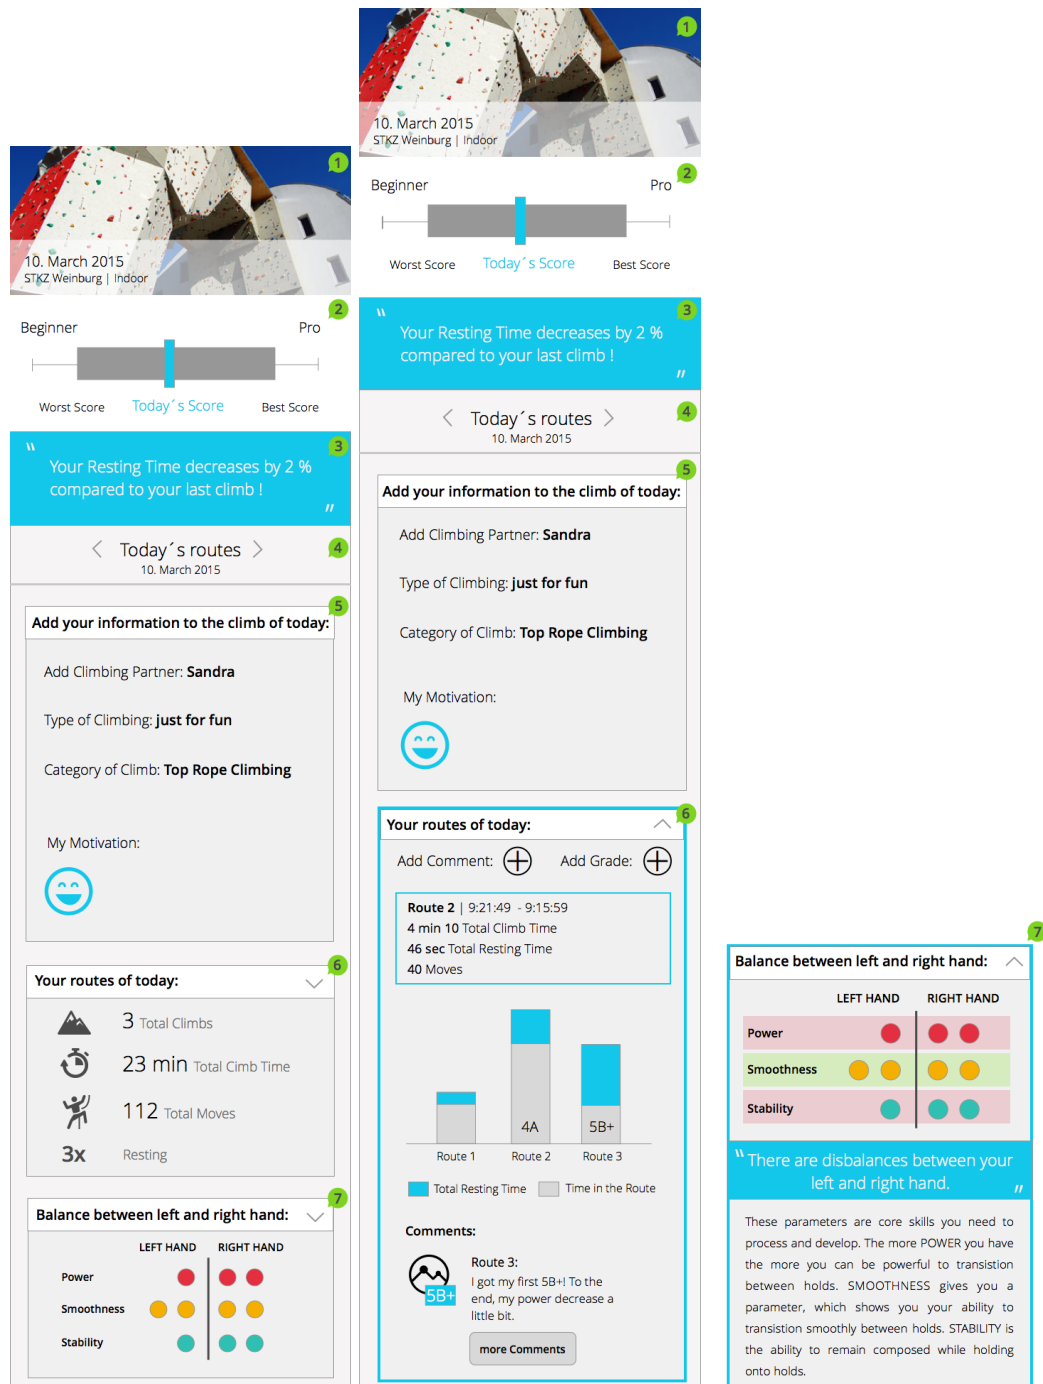 1
10. March 2015
STKZ Weinburg | Indoor
2
Beginner
Pro
Worst Score
Today´s Score
Best Score
3
"
Your Resting Time decreases by 2 %
compared to your last climb !
"
4
Today´s routes
10. March 2015
5
Add your information to the climb of today:
Add Climbing Partner: Sandra
Type of Climbing: just for fun
Category of Climb: Top Rope Climbing
My Motivation:
6
Your routes of today:
3 Total Climbs
23 min Total Cimb Time
112 Total Moves
3x Resting
7
Balance between left and right hand:
LEFT HAND RIGHT HAND
Power
Smoothness
Stability
1
10. March 2015
STKZ Weinburg | Indoor
2
Beginner
Pro
Worst Score
Today´s Score
Best Score
3
"
Your Resting Time decreases by 2 %
compared to your last climb !
"
4
Today´s routes
10. March 2015
5
Add your information to the climb of today:
Add Climbing Partner: Sandra
Type of Climbing: just for fun
Category of Climb: Top Rope Climbing
My Motivation:
6
Your routes of today:
Add Comment:
Add Grade:
Route 2 | 9:21:49 - 9:15:59
4 min 10 Total Climb Time
46 sec Total Resting Time
40 Moves
4A
5B+
Route 1
Route 2
Route 3
Total Resting Time
Time in the Route
Comments:
5B+
Route 3:
I got my first 5B+! To the
end, my power decrease a
little bit.
more Comments
7
Balance between left and right hand:
LEFT HAND RIGHT HAND
Power
Smoothness
Stability
"There are disbalances between your
left and right hand. "
These parameters are core skills you need to
process and develop. The more POWER you have
the more you can be powerful to transistion
between holds. SMOOTHNESS gives you a
parameter, which shows you your ability to
transistion smoothly between holds. STABILITY is
the ability to remain composed while holding
onto holds.